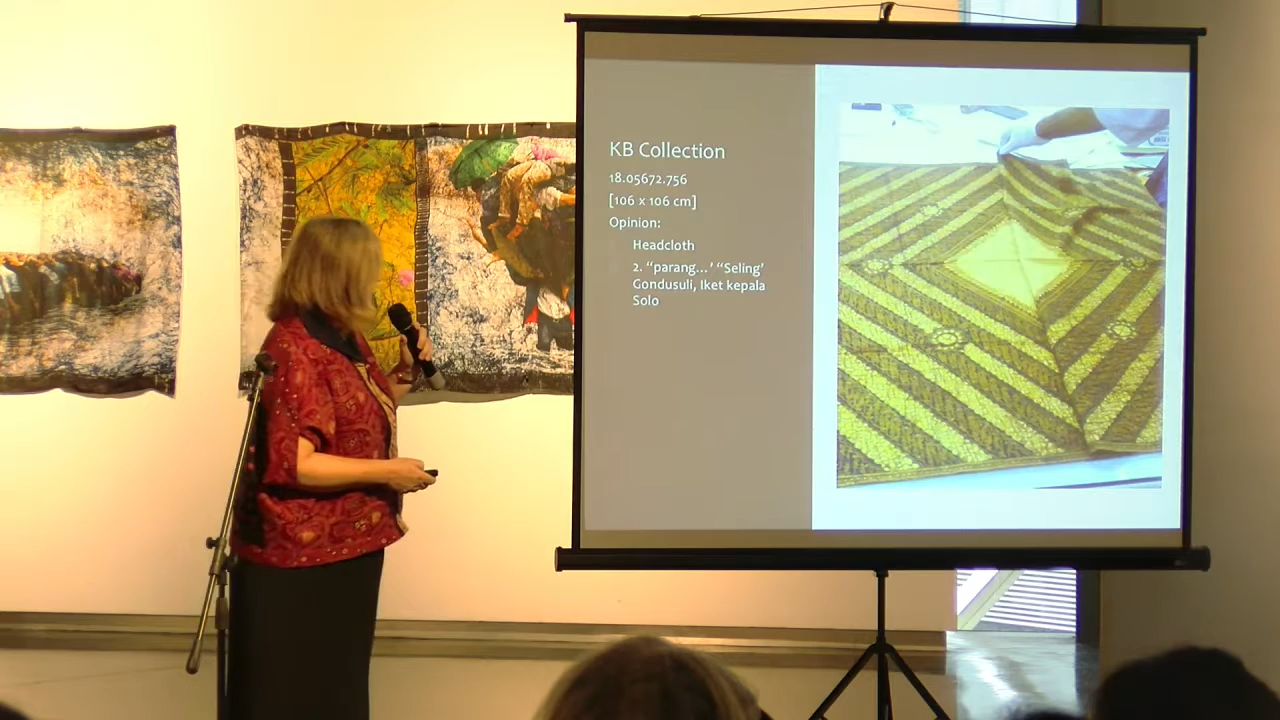 KB Collection
18.05672.756
[106 x 106 cm]
Opinion:
Headcloth
2. “parang...’ “Seling’
Gondusuli, Iket kepala
Solo